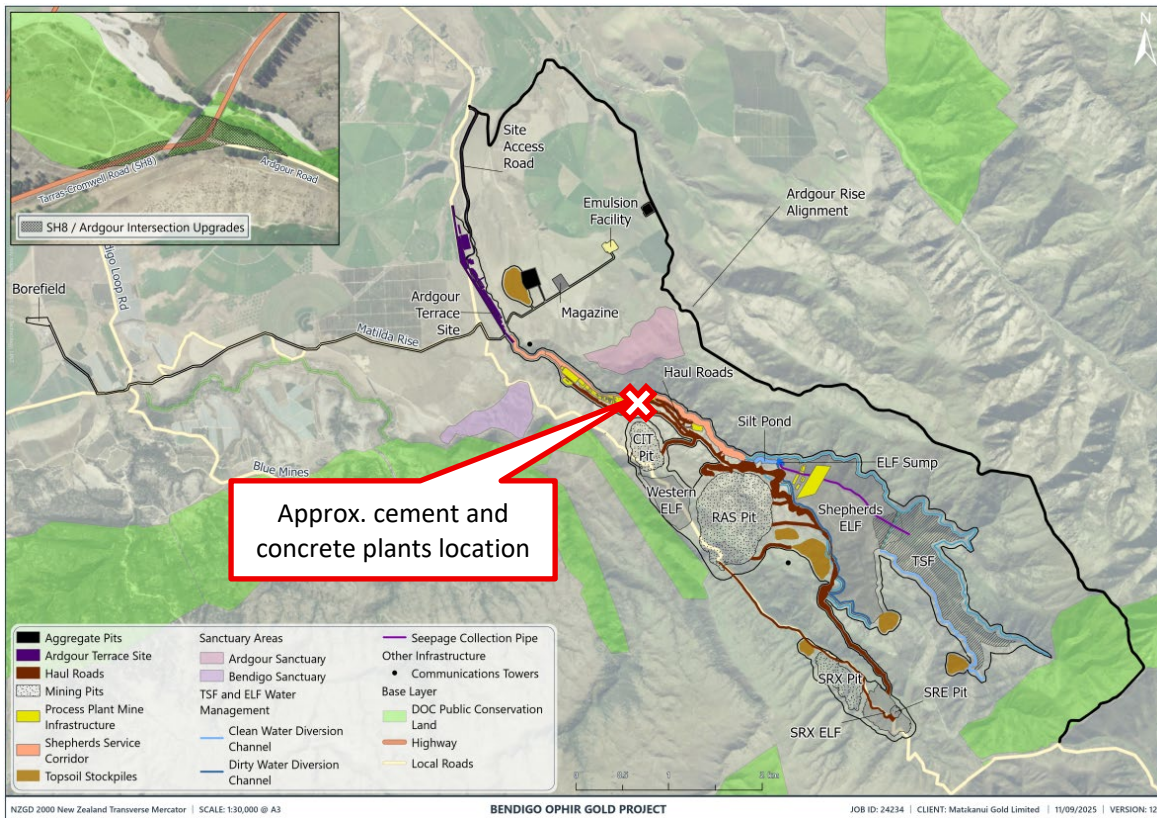 Tarras Cromwell Road (SH8)
Ardgour Road
SH8 / Ardgour Intersection Upgrades
N
Site
Access
Road
Emulsion
Facility
Ardgour Rise
Alignment
Borefield
digo Loop Rd
Ardgour
Terrace
Site
Magazine
Matilda Rise
Haul Roads
Silt Pond
CIT
Pit
ELF Sump
Blue Mines
Western
ELF
RAS Pit
Shepherds
ELF
TSF
Approx. cement and
concrete plants location
SRX Pit
SRE Pit
SRX ELF
Aggregate Pits
Ardgour Terrace Site
Haul Roads
Mining Pits
Process Plant Mine
Infrastructure
Shepherds Service
Corridor
Topsoil Stockpiles
Sanctuary Areas
Ardgour Sanctuary
Bendigo Sanctuary
TSF and ELF Water
Management
Clean Water Diversion
Channel
Dirty Water Diversion
Channel
Seepage Collection Pipe
Other Infrastructure
Communications Towers
Base Layer
DOC Public Conservation
Land
Highway
Local Roads
0 0.5 1 2 km
NZGD 2000 New Zealand Transverse Mercator | SCALE: 1:30,000 @ A3
BENDIGO OPHIR GOLD PROJECT
JOB ID: 24234 | CLIENT: Matakanui Gold Limited | 11/09/2025 | VERSION: 12